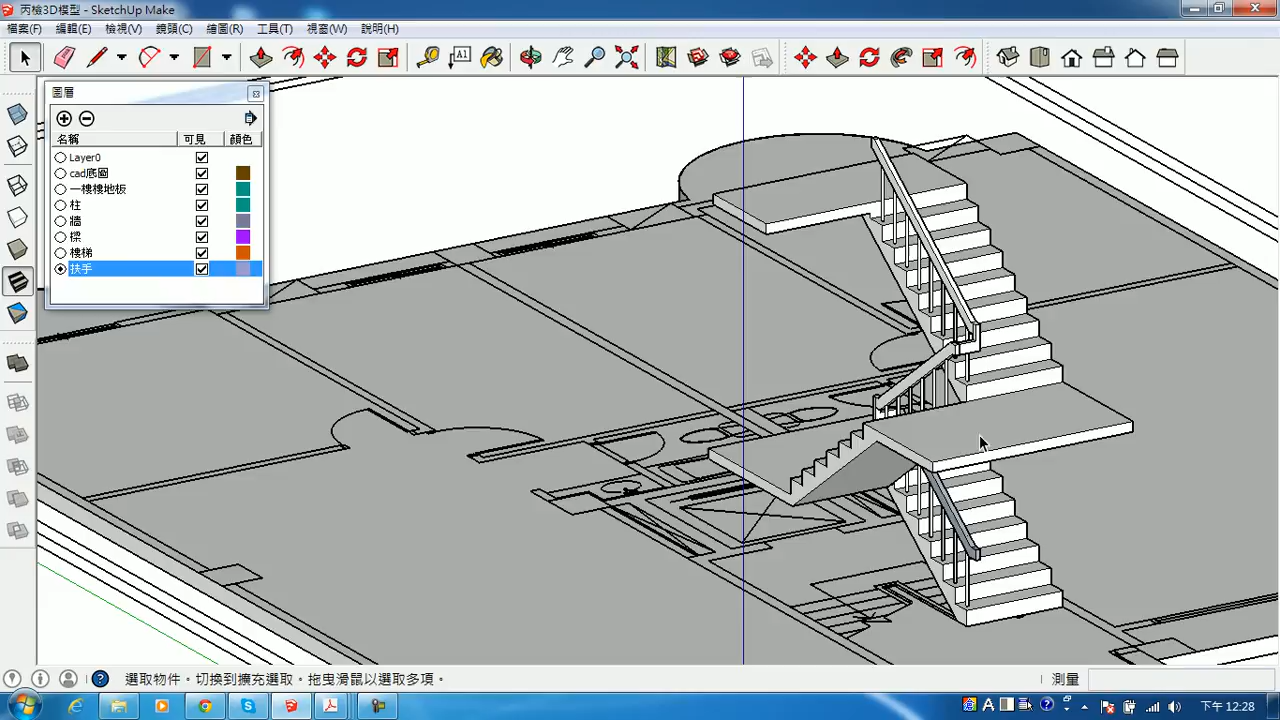 丙檢3D模型 - SketchUp Make
檔案(F) 編輯(E) 檢視(V) 鏡頭(C) 繪圖(R) 工具(T) 視窗(W) 說明(H)
A1
圖層
名稱 可見 顏色
Layer0
cad底圖
一樓樓地板
柱
牆
樑
樓梯
扶手
選取物件。切換到擴充選取。拖曳滑鼠以選取多項。 測量
A 下午 12:28